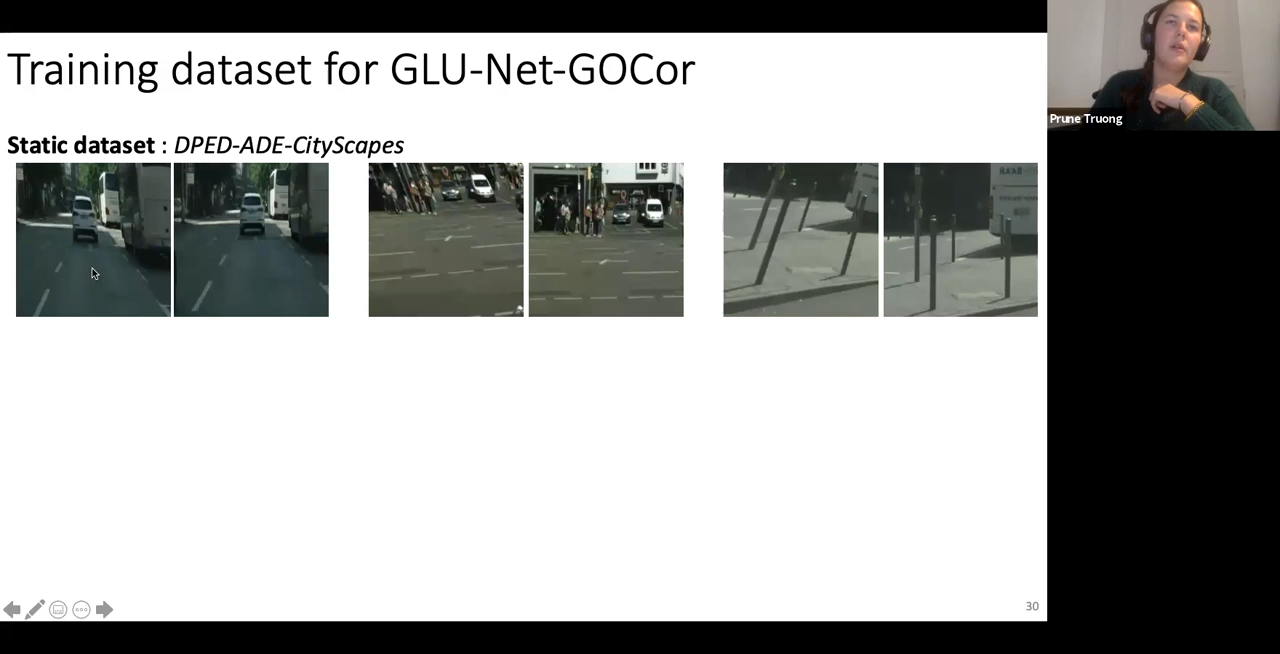 Training dataset for GLU-Net-GOCor
Static dataset : DPED-ADE-CityScapes
Prune Truong
30